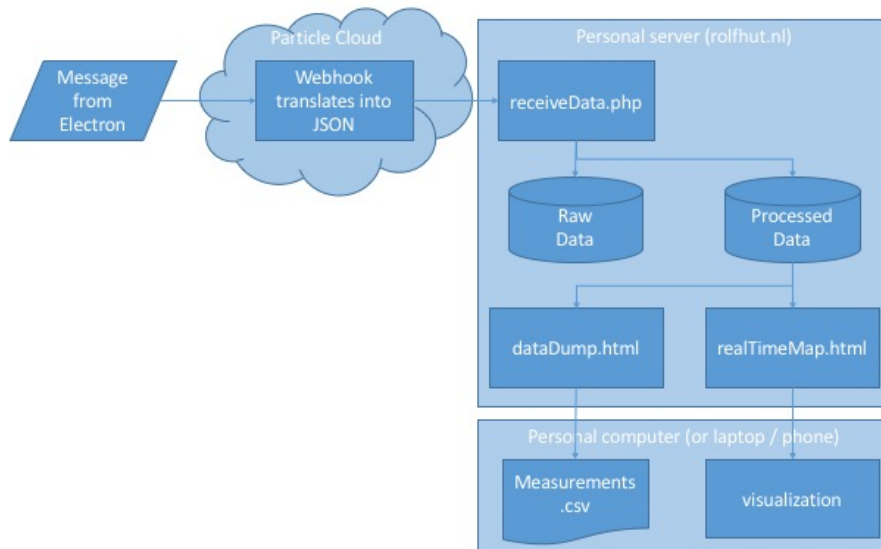 Particle Cloud
Personal server (rolfhut.nl)
Message
from
Electron
Webhook
translates into
JSON
receiveData.php
Raw
Data
Processed
Data
dataDump.html
realTimeMap.html
Personal computer (or laptop / phone)
Measurements
.csv
visualization